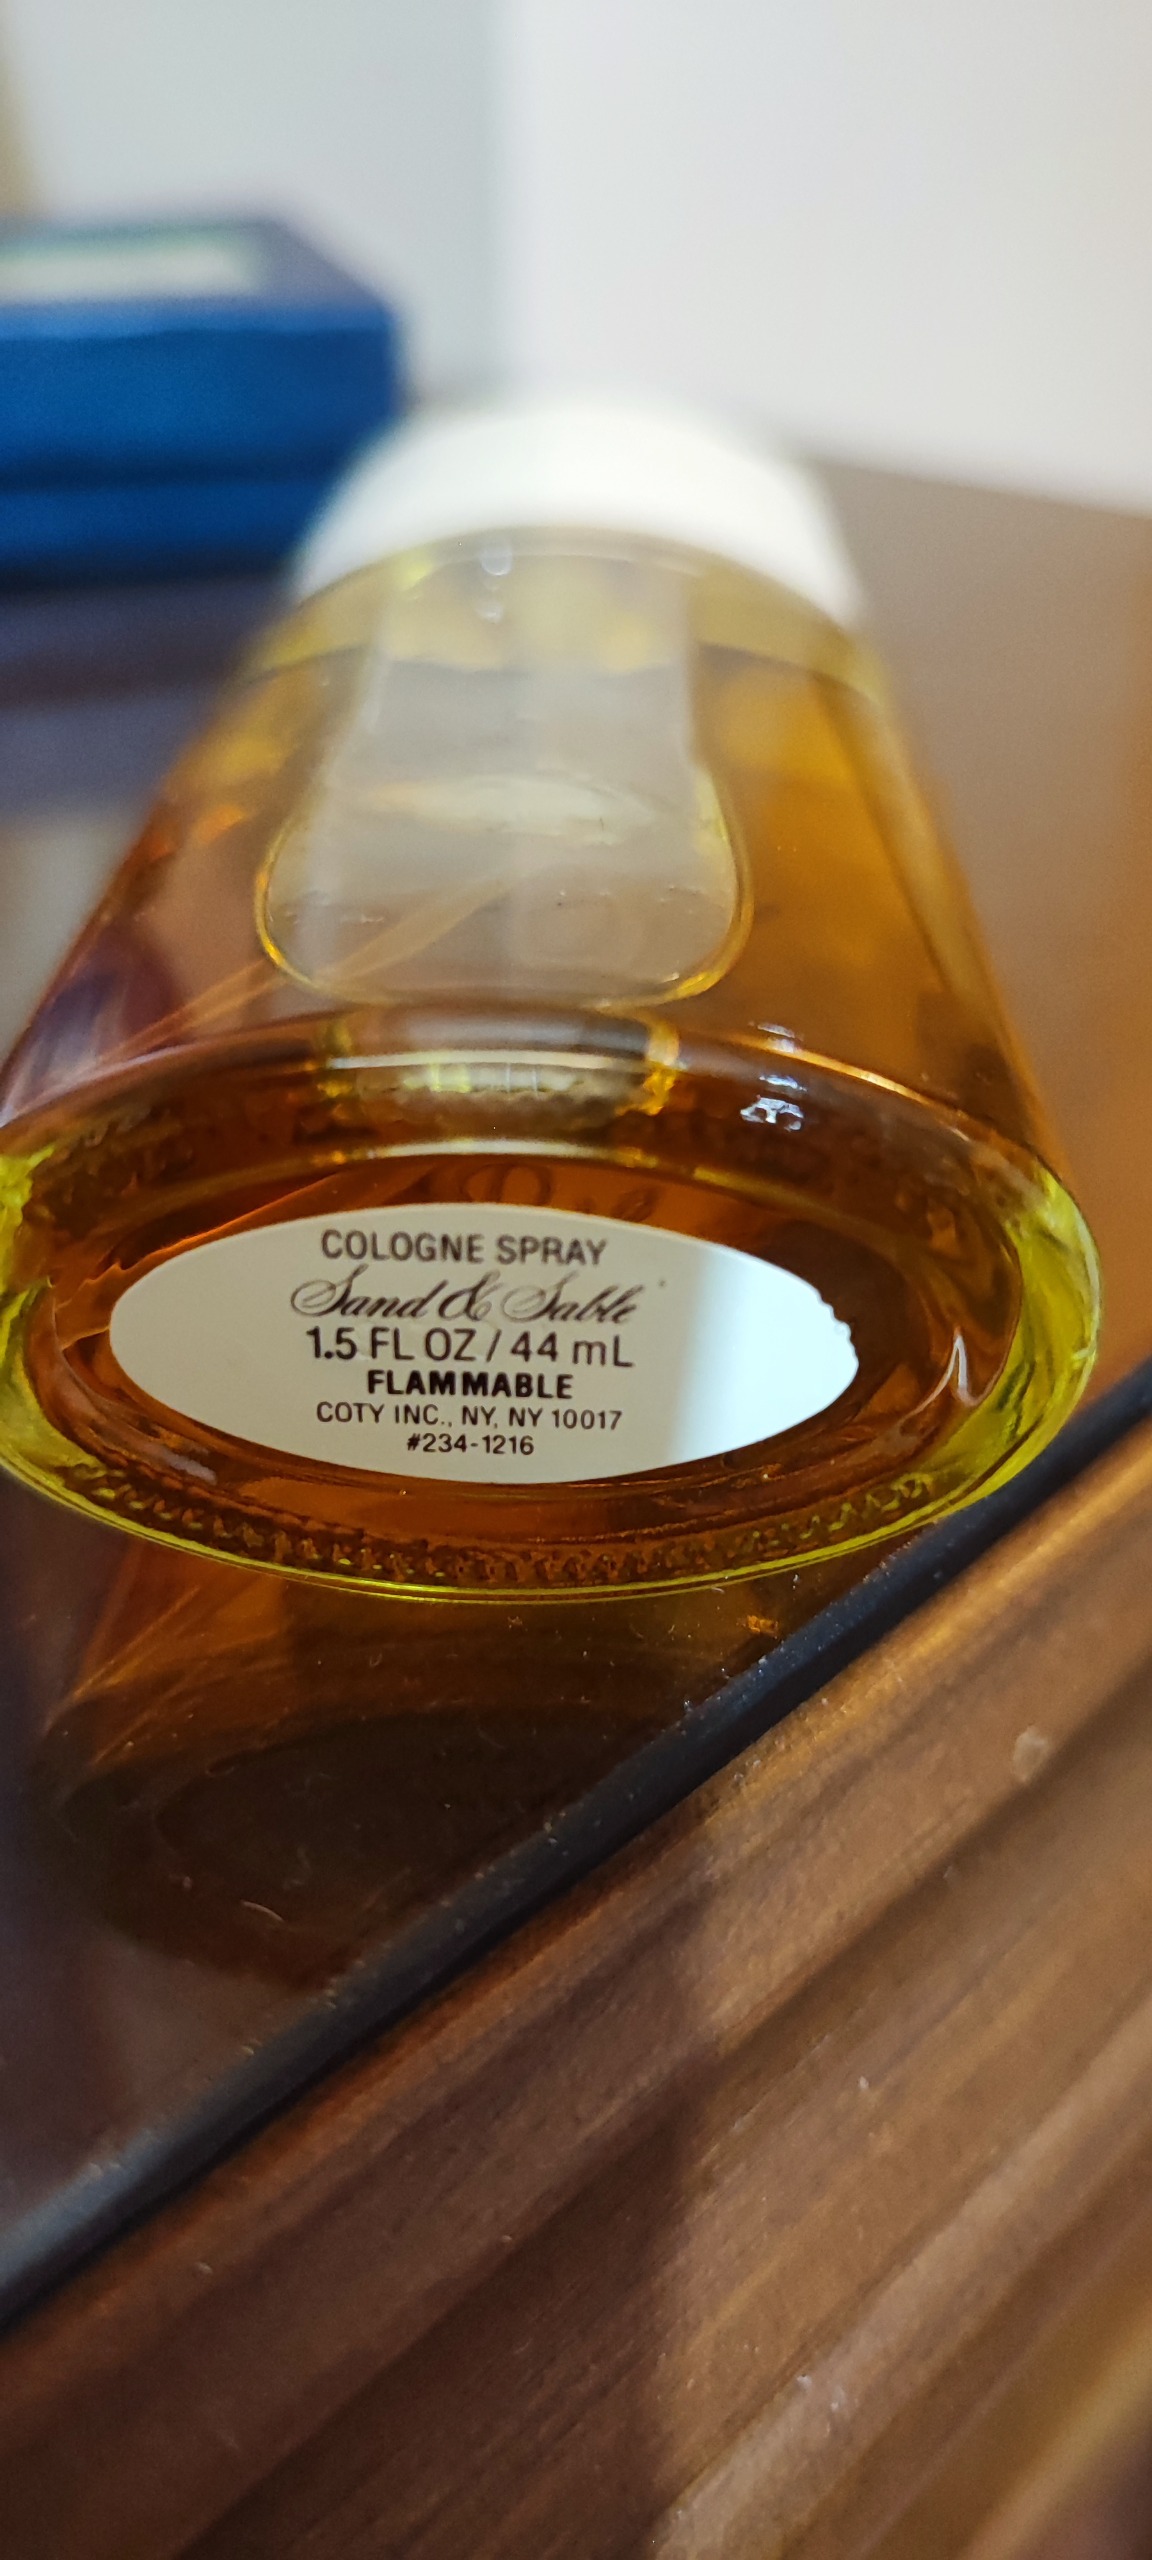 COLOGNE SPRAY
Sand & Sable
1.5 FL OZ / 44 mL
FLAMMABLE
COTY INC., NY, NY 10017
#234-1216